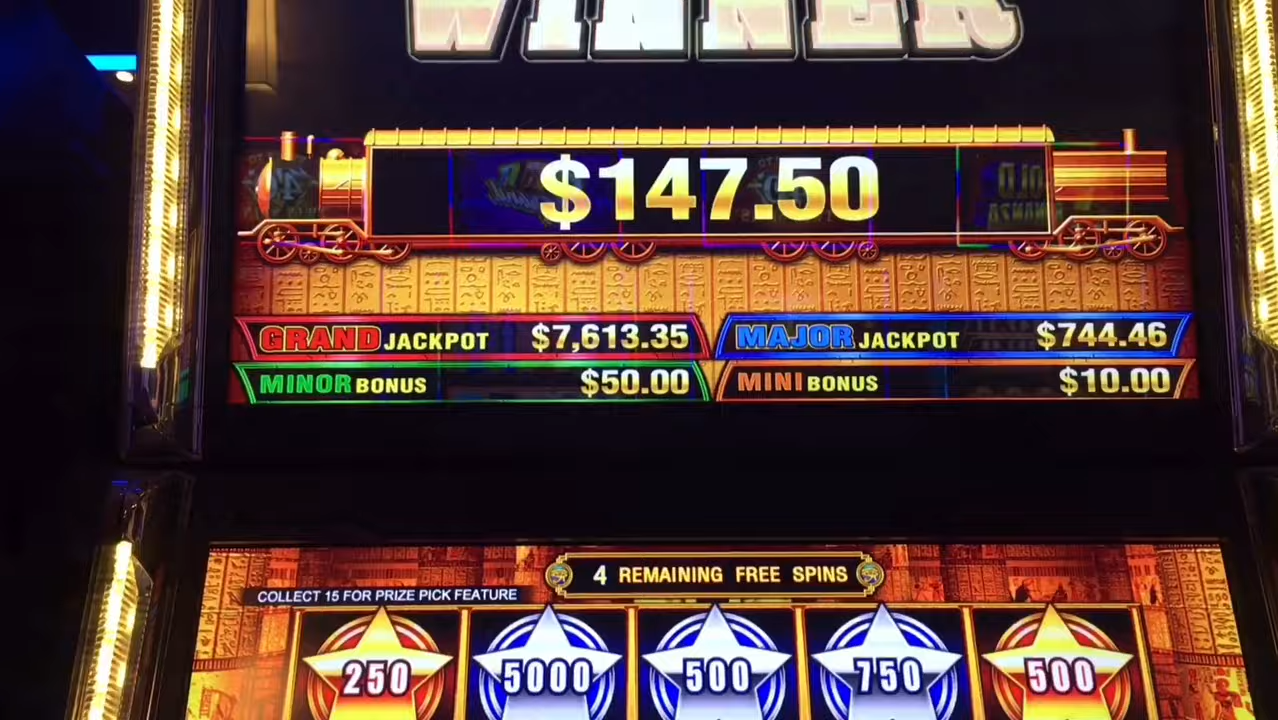 WINNER
$147.50
GRAND JACKPOT $7,613.35
MAJOR JACKPOT $744.46
MINOR BONUS $50.00
MINI BONUS $10.00
4 REMAINING FREE SPINS
COLLECT 15 FOR PRIZE PICK FEATURE
250 5000 500 750 500